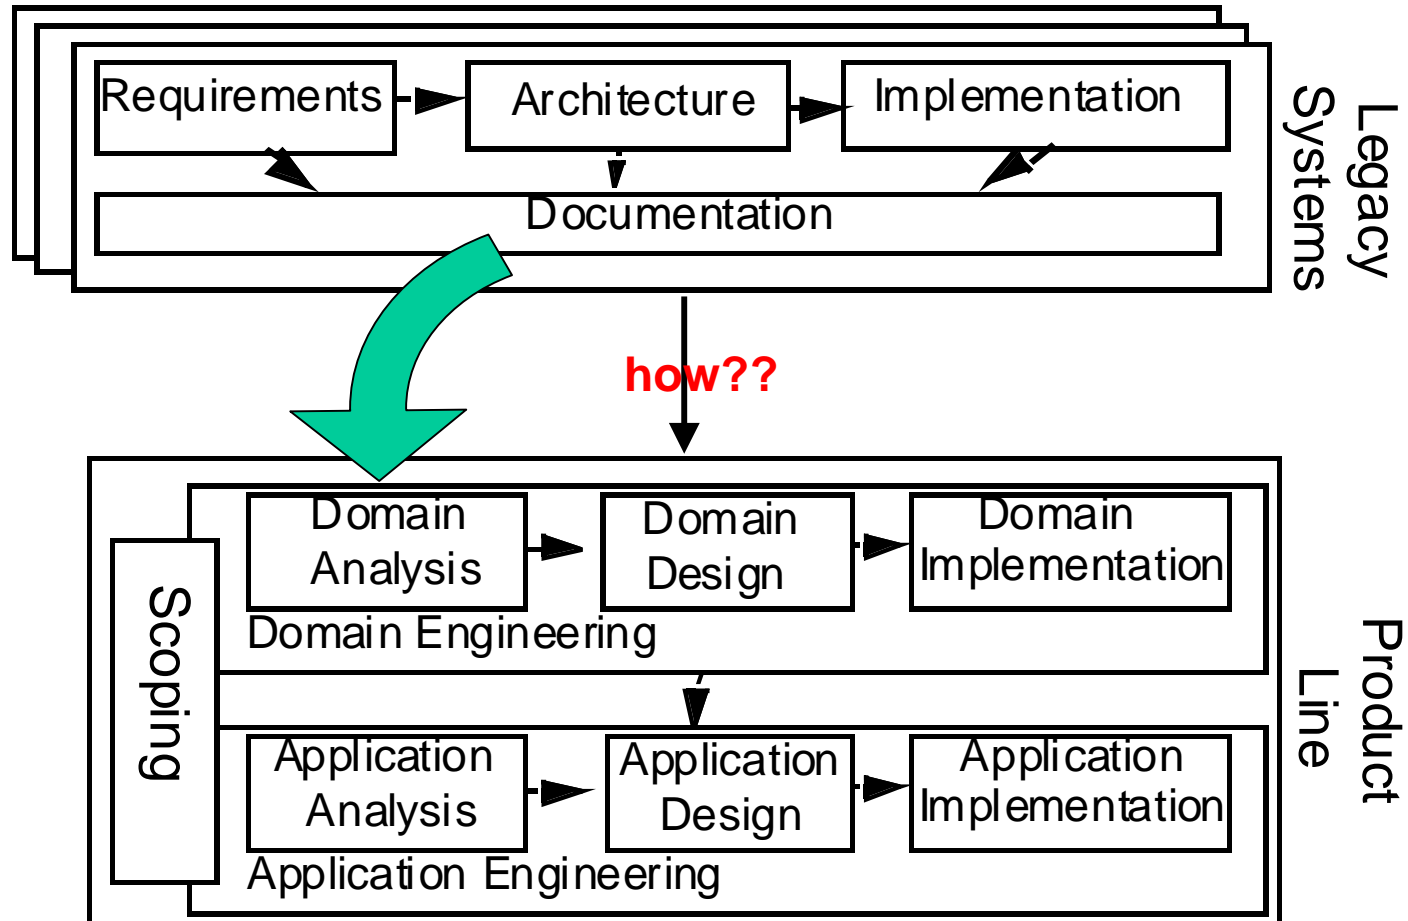 Requirements
Architecture
Implementation
Documentation
Legacy
Systems
how??
Domain
Analysis
Domain
Design
Domain
Implementation
Domain Engineering
Scoping
Application
Analysis
Application
Design
Application
Implementation
Application Engineering
Product
Line